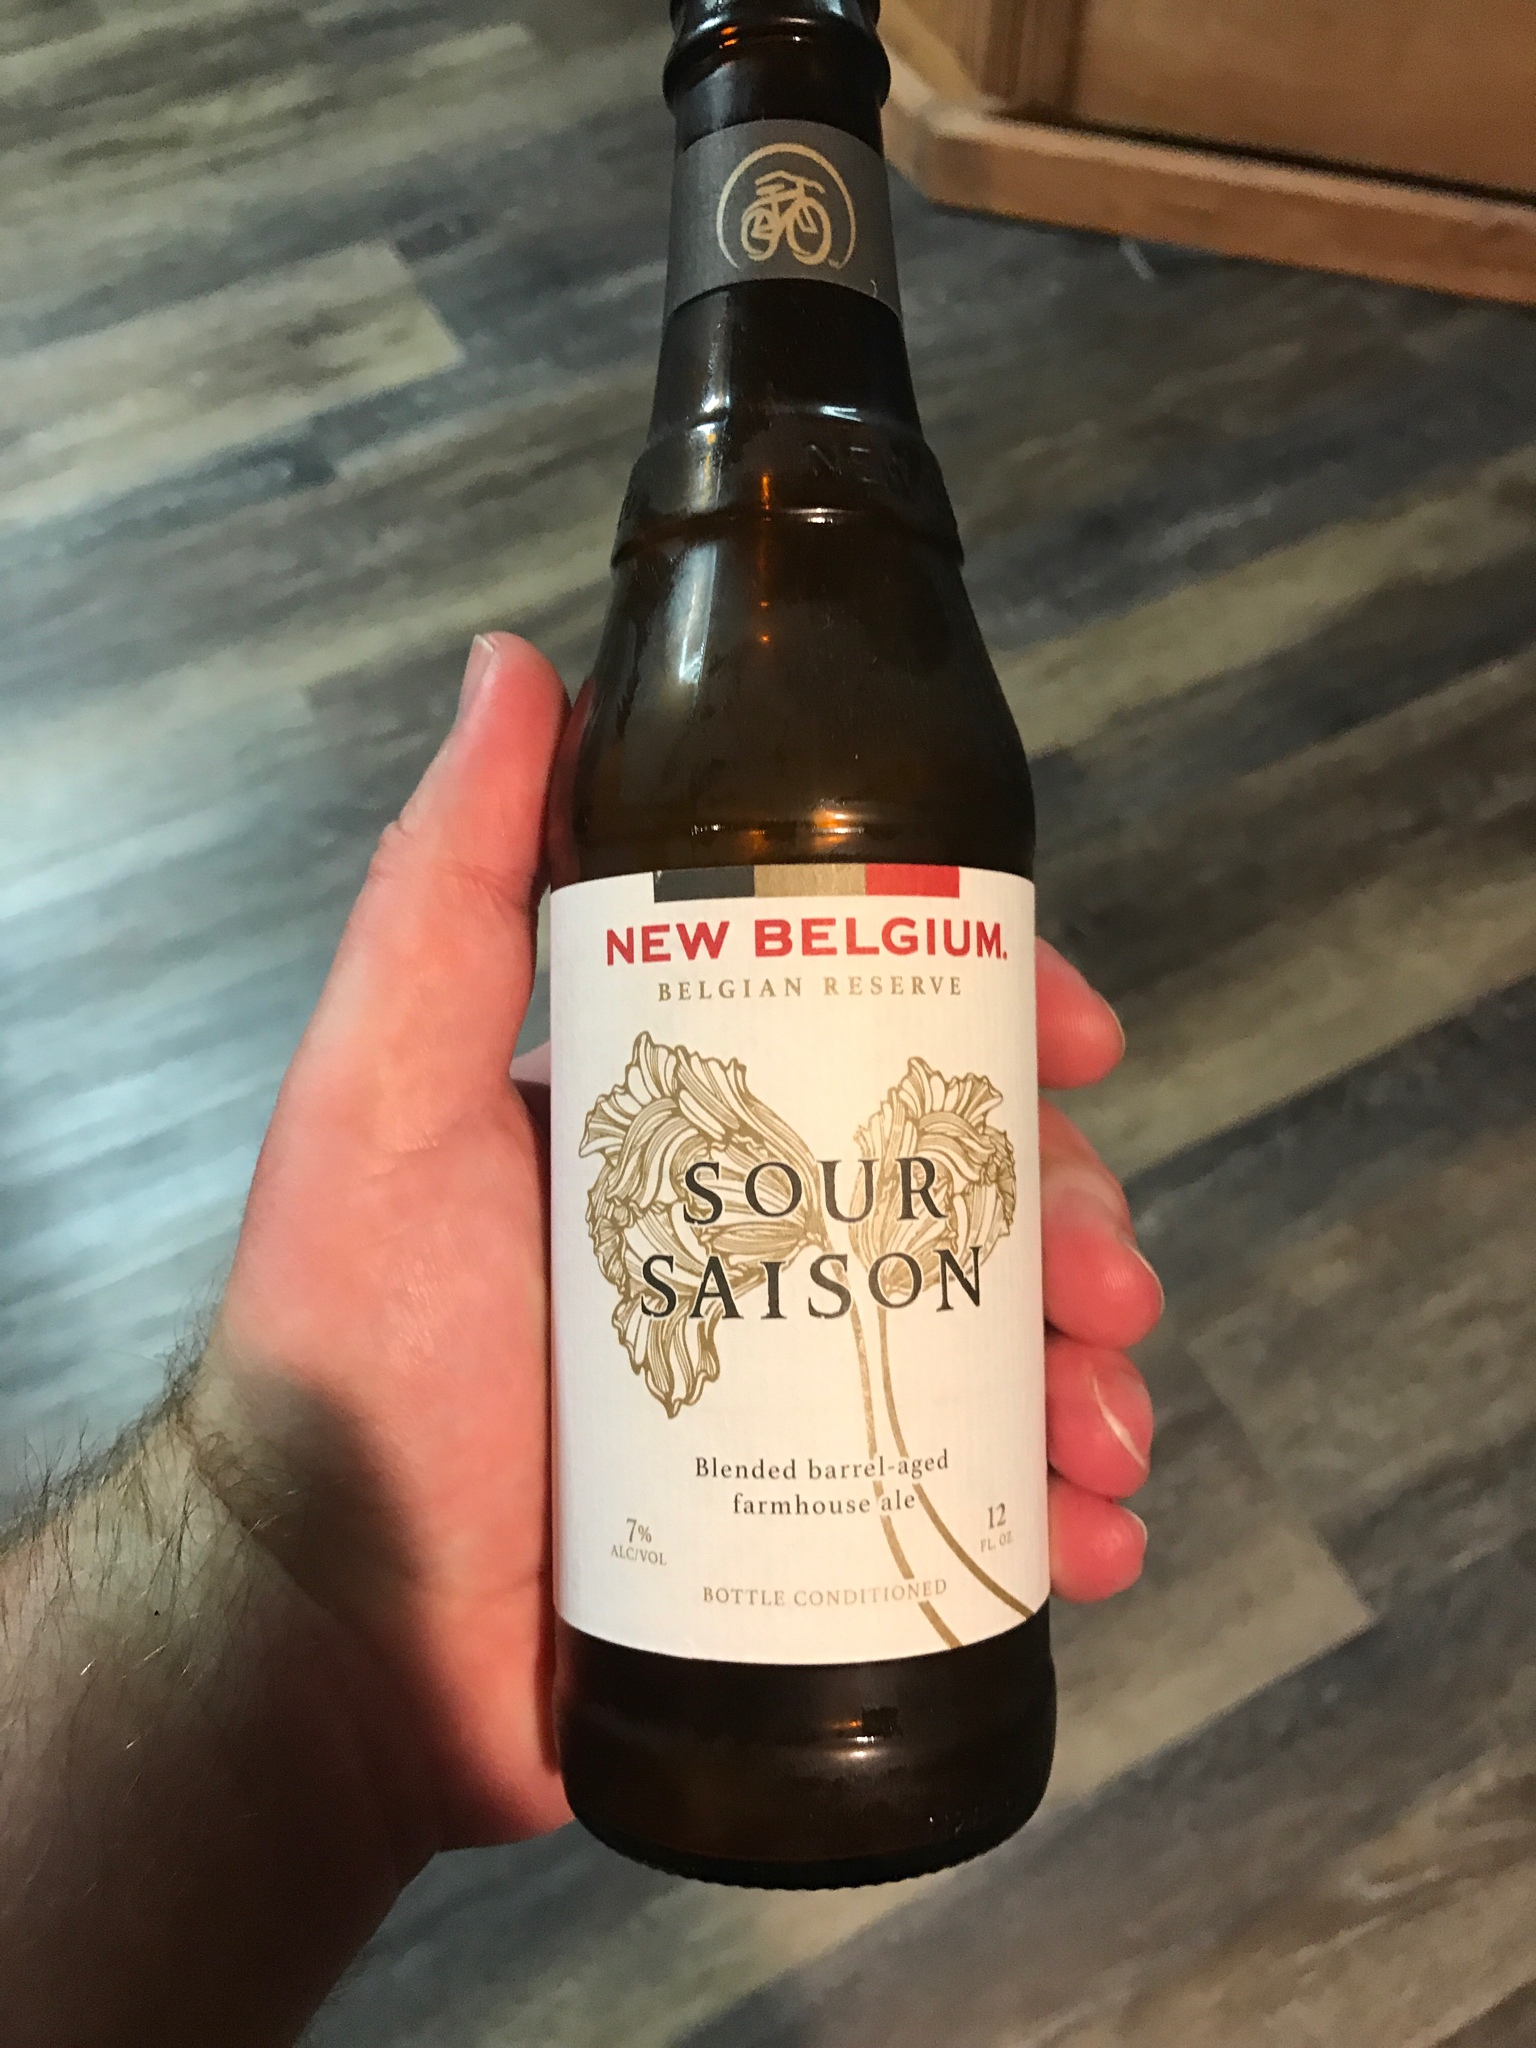 NEW
NEW BELGIUM.
BELGIAN RESERVE
SOUR
SAISON
Blended barrel-aged
farmhouse ale
7%
ALC/VOL
12
FL. OZ
BOTTLE CONDITIONED